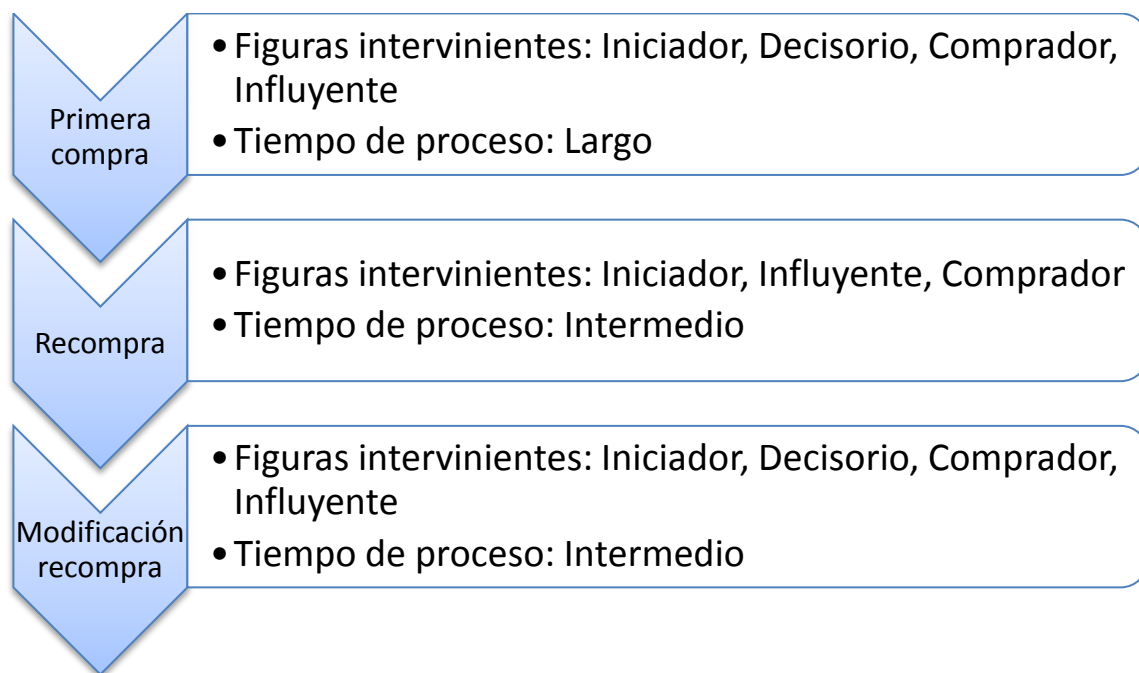 Primera
compra
• Figuras intervinientes: Iniciador, Decisorio, Comprador,
Influyente
• Tiempo de proceso: Largo
Recompra
• Figuras intervinientes: Iniciador, Influyente, Comprador
• Tiempo de proceso: Intermedio
Modificación
recompra
• Figuras intervinientes: Iniciador, Decisorio, Comprador,
Influyente
• Tiempo de proceso: Intermedio